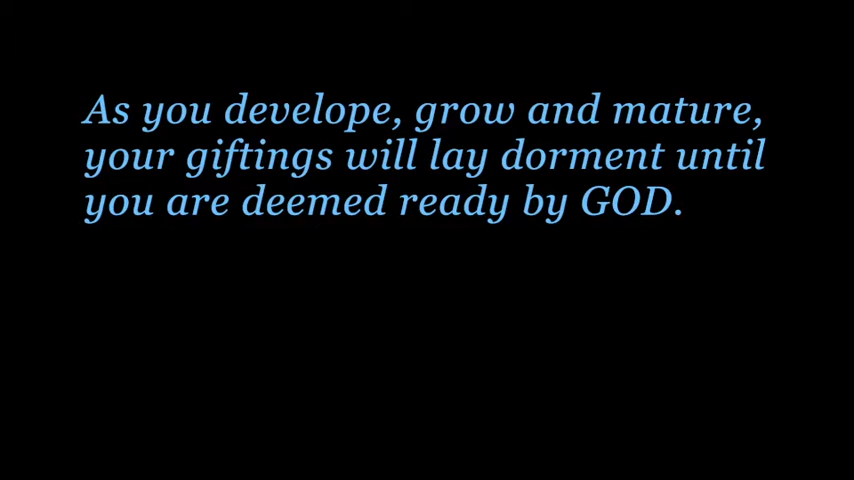 As you develope, grow and mature,
your giftings will lay dorment until
you are deemed ready by GOD.